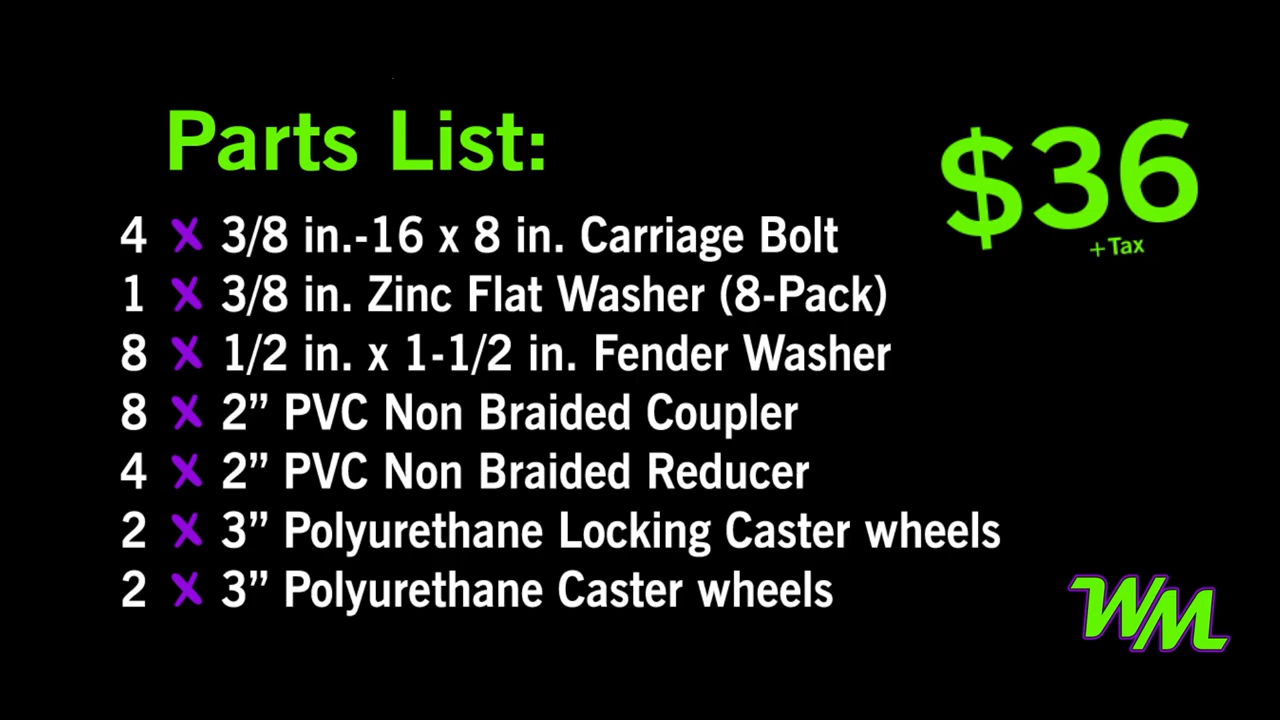 Parts List:
$36
+Tax
4 x 3/8 in.-16 x 8 in. Carriage Bolt
1 x 3/8 in. Zinc Flat Washer (8-Pack)
8 x 1/2 in. x 1-1/2 in. Fender Washer
8 x 2” PVC Non Braided Coupler
4 x 2” PVC Non Braided Reducer
2 x 3” Polyurethane Locking Caster wheels
2 x 3” Polyurethane Caster wheels
WM